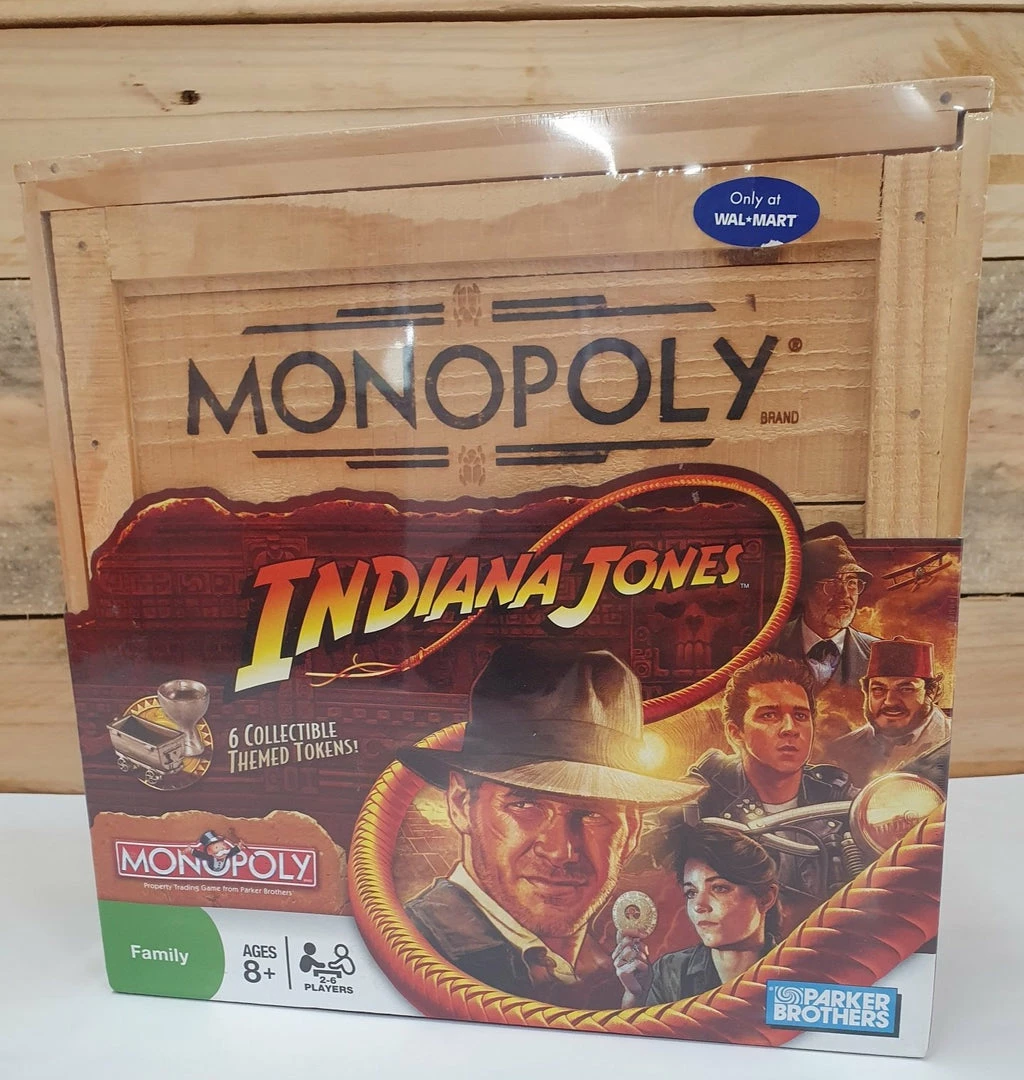 Only at
WAL★MART
MONOPOLY®
BRAND
INDIANA JONES™
6 COLLECTIBLE
THEMED TOKENS!
MONOPOLY
Property Trading Game from Parker Brothers®
Family
AGES
8+
2-6
PLAYERS
PARKER
BROTHERS